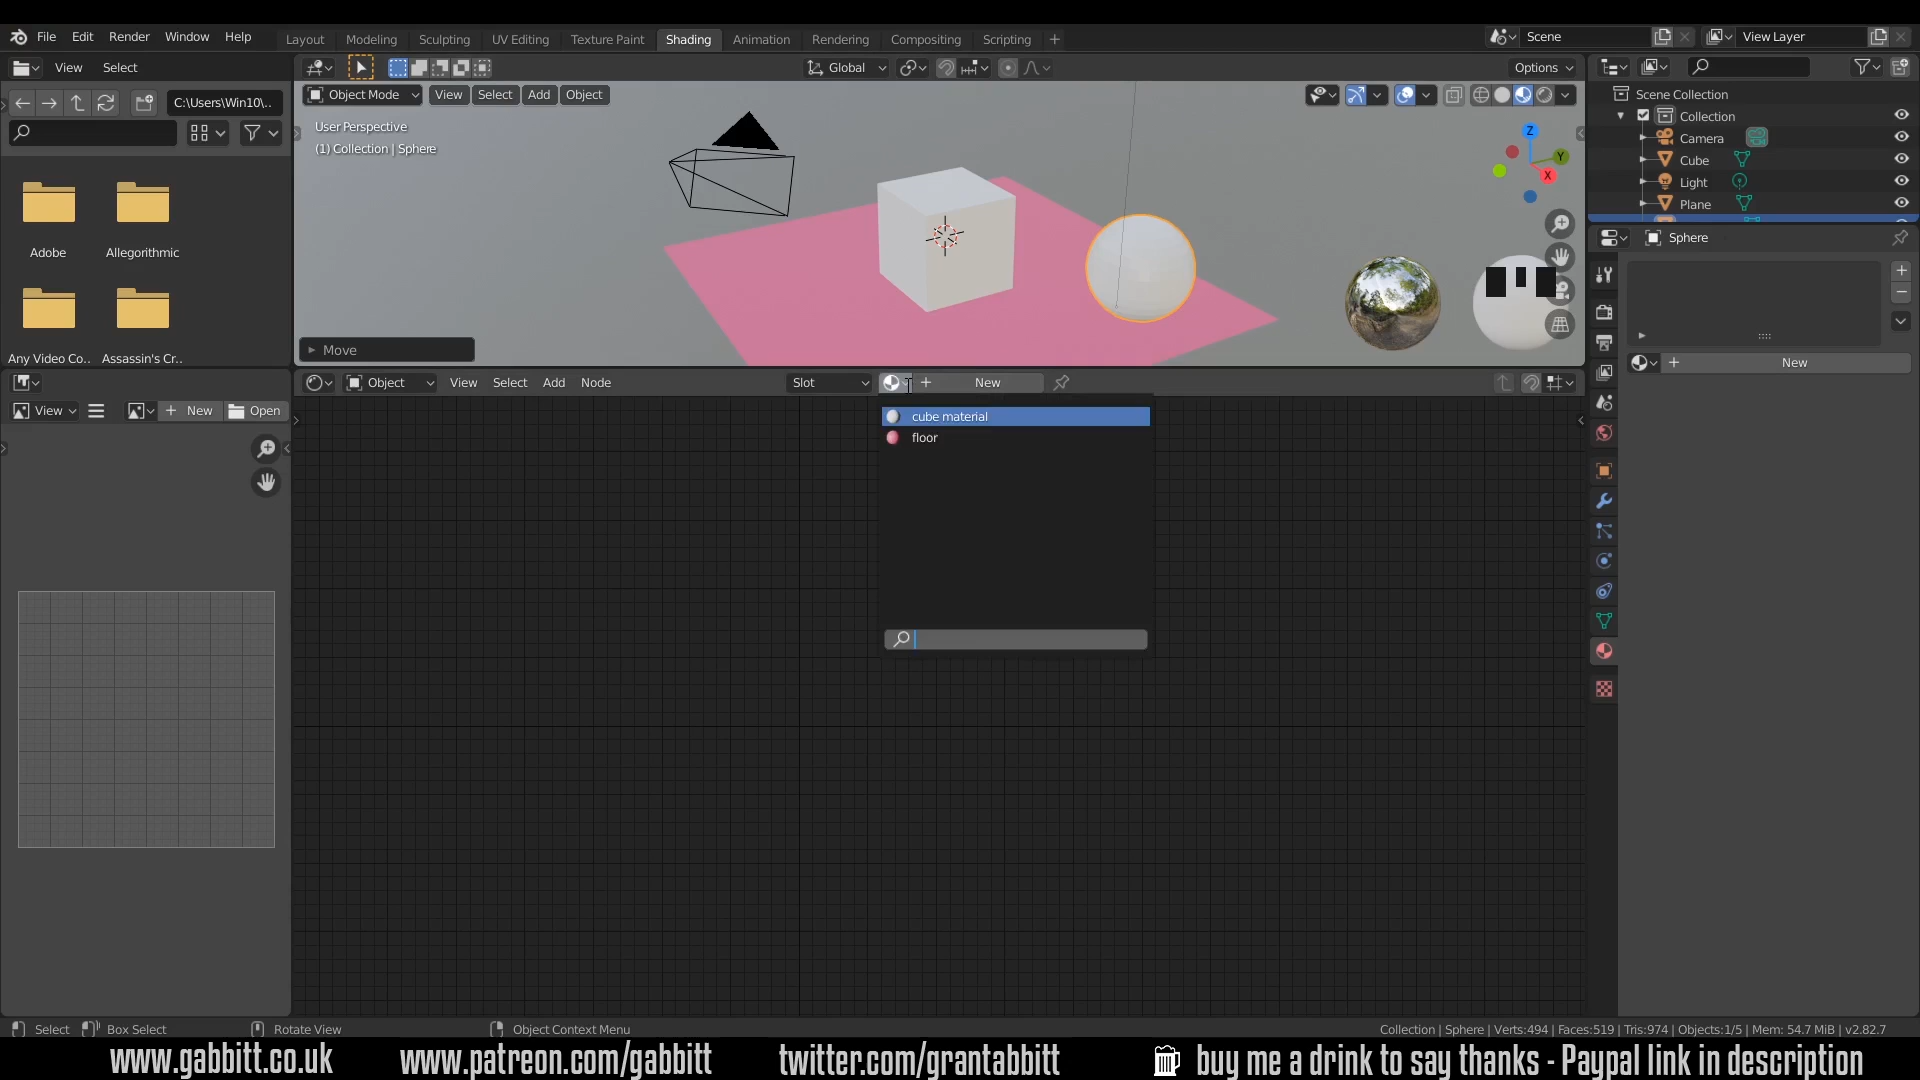 File Edit Render Window Help
Layout Modeling Sculpting UV Editing Texture Paint Shading Animation Rendering Compositing Scripting
Scene
View Layer
View Select
Global
Options
C:\Users\Win10\..
Object Mode View Select Add Object
User Perspective
(1) Collection | Sphere
Z
Y
X
Scene Collection
Collection
Camera
Cube
Light
Plane
Sphere
Adobe
Allegorithmic
Any Video Co..
Assassin's Cr..
Move
New
Object View Select Add Node
Slot
New
View
New
Open
cube material
floor
Select
Box Select
Rotate View
Object Context Menu
Collection | Sphere | Verts:494 | Faces:519 | Tris:974 | Objects:1/5 | Mem: 54.7 MiB | v2.82.7
www.gabbitt.co.uk www.patreon.com/gabbitt twitter.com/grantabbitt buy me a drink to say thanks - Paypal link in description